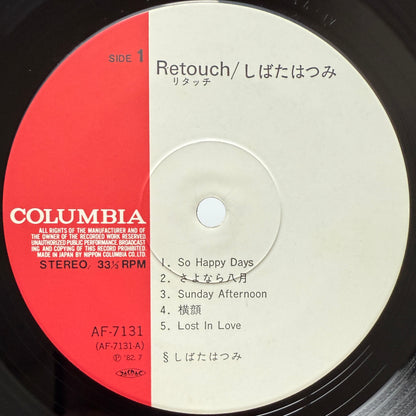 SIDE 1
Retouch/しばたはつみ
リタッチ
COLUMBIA
ALL RIGHTS OF THE MANUFACTURER AND OF
THE OWNER OF THE RECORDED WORK RESERVED
UNAUTHORIZED PUBLIC PERFORMANCE, BROADCAST
ING AND COPYING OF THIS RECORD PROHIBITED.
MADE IN JAPAN BY NIPPON COLUMBIA CO.,LTD.
STEREO, 33⅓ RPM
1. So Happy Days
2. さよなら八月
3. Sunday Afternoon
4. 横顔
5. Lost In Love
AF-7131
(AF-7131-A)
Ⓟ '82. 7
§しばたはつみ